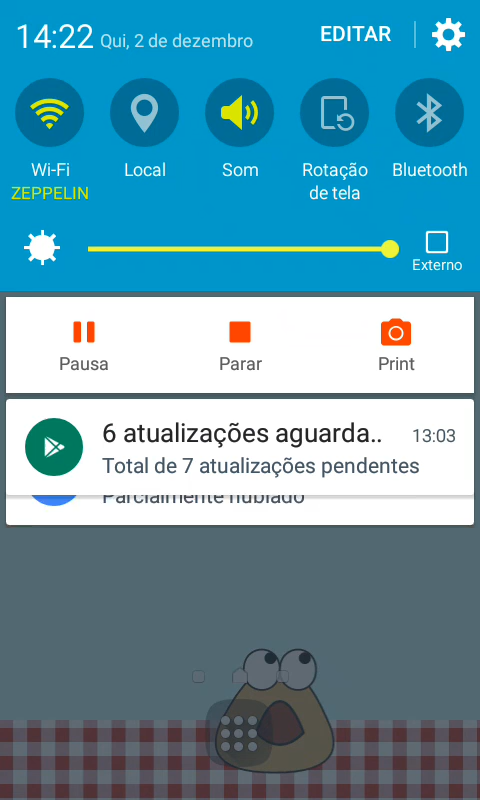 14:22 Qui, 2 de dezembro EDITAR
Wi-Fi Local Som Rotação Bluetooth
ZEPPELIN de tela
Externo
Pausa Parar Print
6 atualizações aguarda.. 13:03
Total de 7 atualizações pendentes
Parcialmente nublado